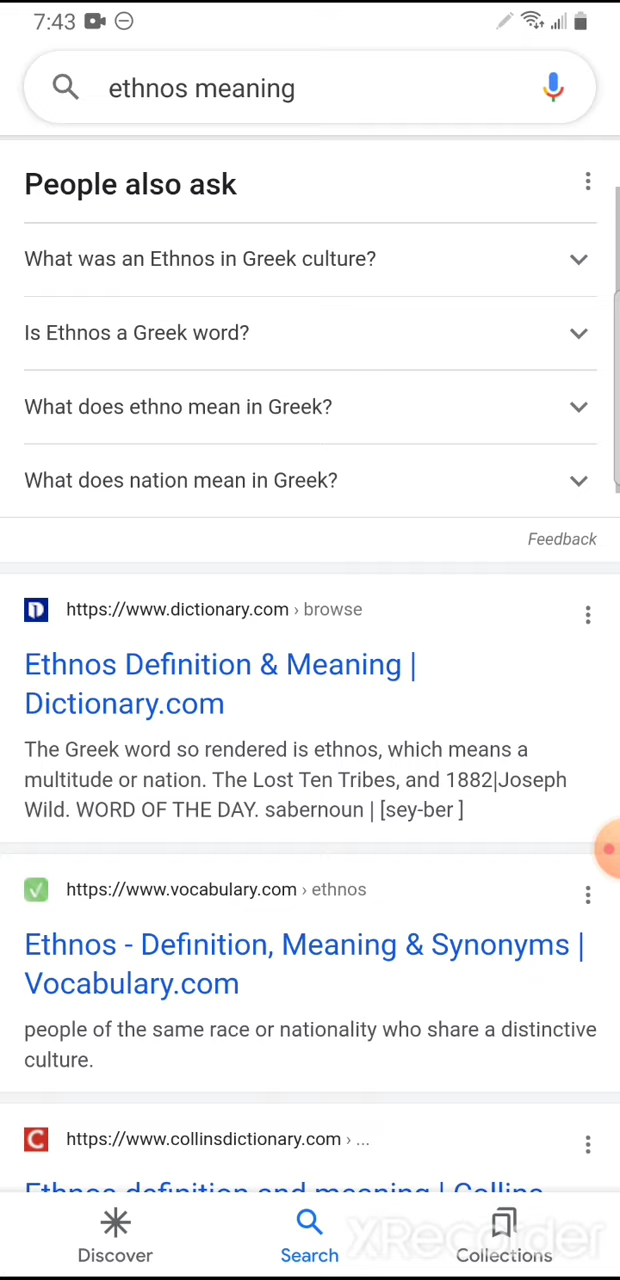 7:43
ethnos meaning
People also ask
What was an Ethnos in Greek culture?
Is Ethnos a Greek word?
What does ethno mean in Greek?
What does nation mean in Greek?
Feedback
https://www.dictionary.com › browse
Ethnos Definition & Meaning |
Dictionary.com
The Greek word so rendered is ethnos, which means a
multitude or nation. The Lost Ten Tribes, and 1882|Joseph
Wild. WORD OF THE DAY. sabernoun | [sey-ber ]
https://www.vocabulary.com › ethnos
Ethnos - Definition, Meaning & Synonyms |
Vocabulary.com
people of the same race or nationality who share a distinctive
culture.
https://www.collinsdictionary.com › ...
Ethnos definition and meaning | Collins
XRecorder
Discover
Search
Collections